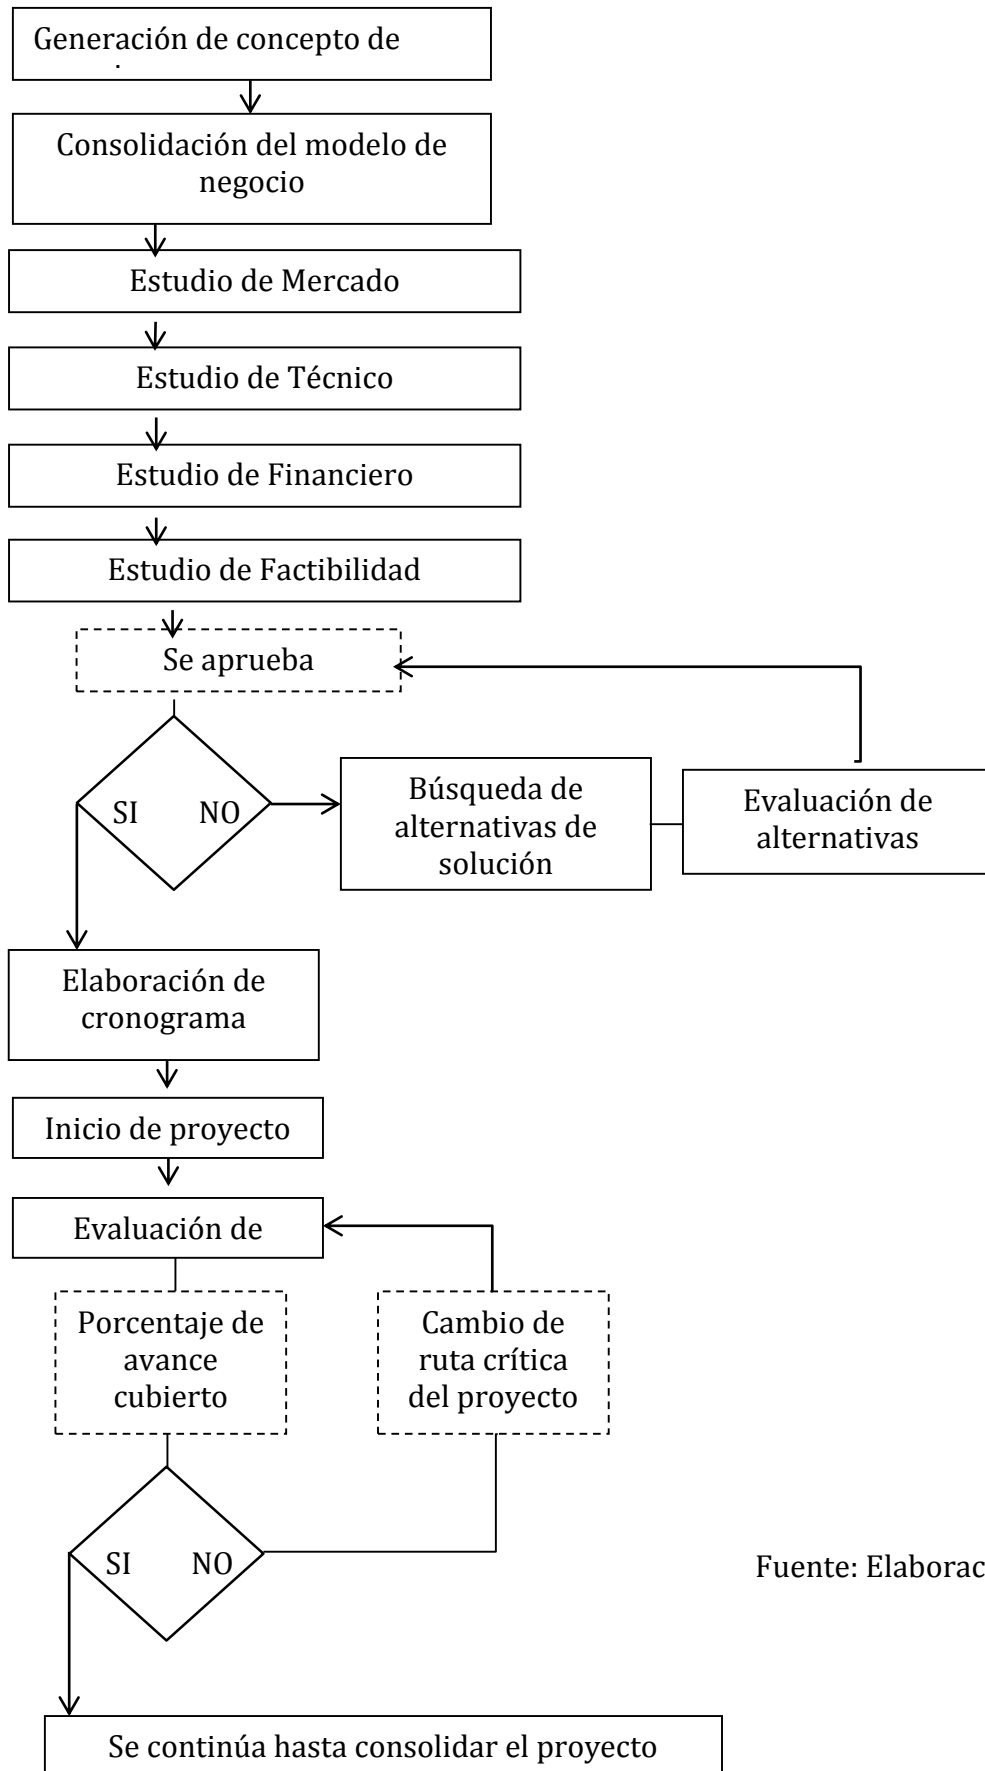 Generación de concepto de
Consolidación del modelo de
negocio
Estudio de Mercado
Estudio de Técnico
Estudio de Financiero
Estudio de Factibilidad
Se aprueba
SI NO
Búsqueda de
alternativas de
solución
Evaluación de
alternativas
Elaboración de
cronograma
Inicio de proyecto
Evaluación de
Porcentaje de
avance
cubierto
Cambio de
ruta crítica
del proyecto
SI NO
Fuente: Elaborac
Se continúa hasta consolidar el proyecto